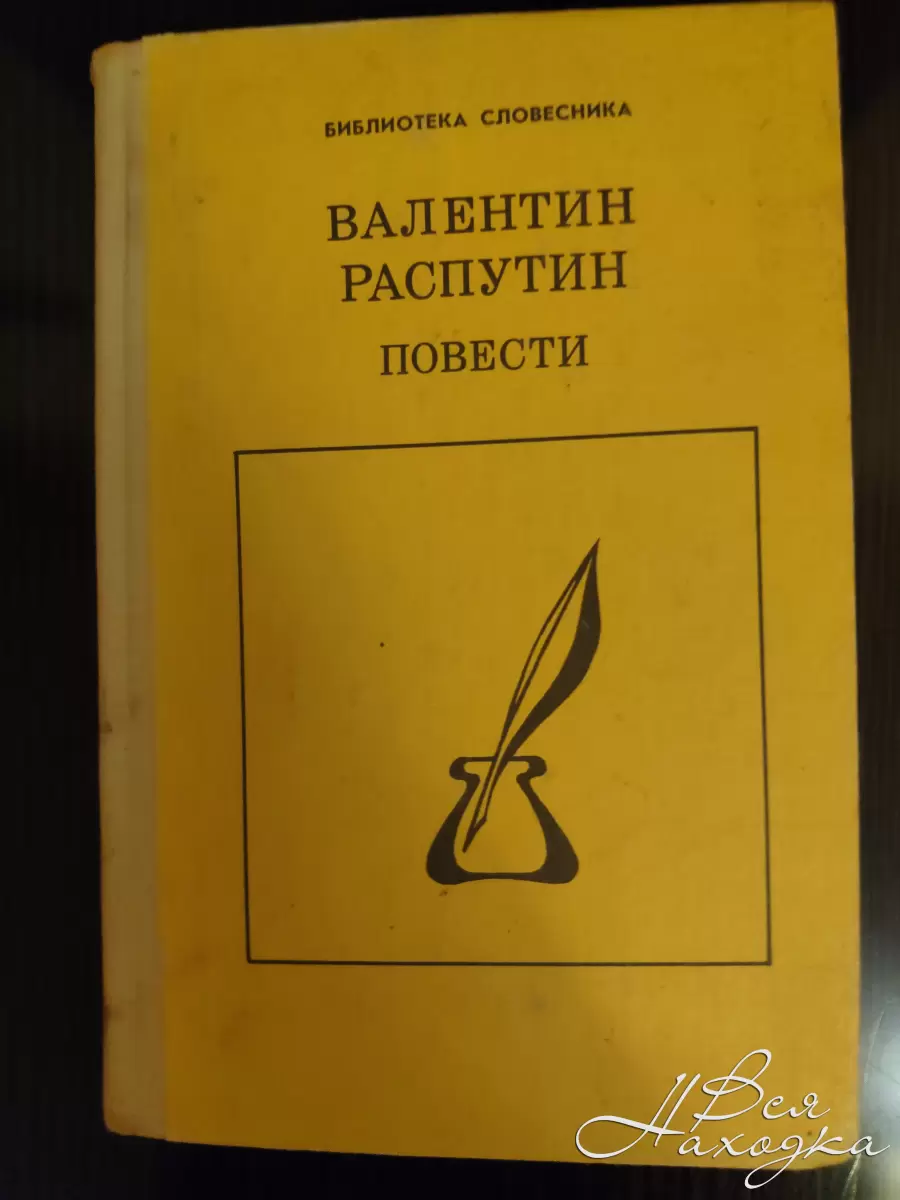 БИБЛИОТЕКА СЛОВЕСНИКА
ВАЛЕНТИН
РАСПУТИН
ПОВЕСТИ
Вся
Находка